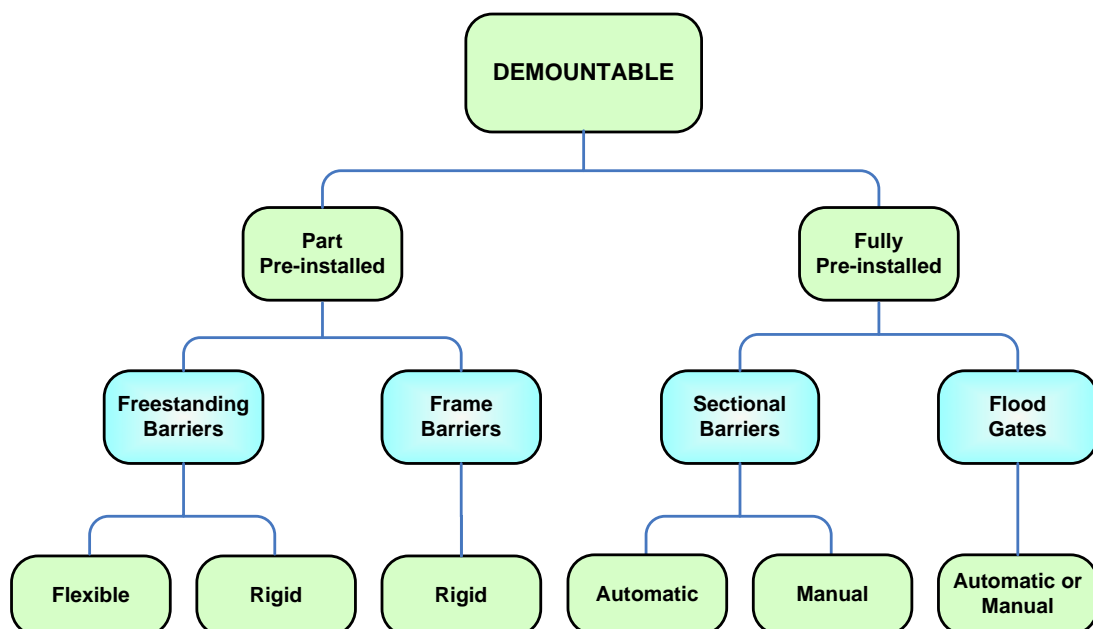 DEMOUNTABLE
Part
Pre-installed
Fully
Pre-installed
Freestanding
Barriers
Frame
Barriers
Sectional
Barriers
Flood
Gates
Flexible
Rigid
Rigid
Automatic
Manual
Automatic or
Manual